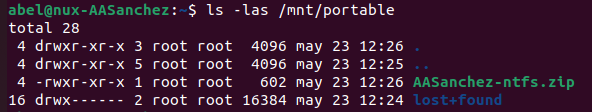 abel@nux-AASanchez:~$ ls -las /mnt/portable
total 28
 4 drwxr-xr-x 3 root root  4096 may 23 12:26 .
 4 drwxr-xr-x 5 root root  4096 may 23 12:25 ..
 4 -rwxr-xr-x 1 root root   602 may 23 12:26 AASanchez-ntfs.zip
16 drwx------ 2 root root 16384 may 23 12:24 lost+found